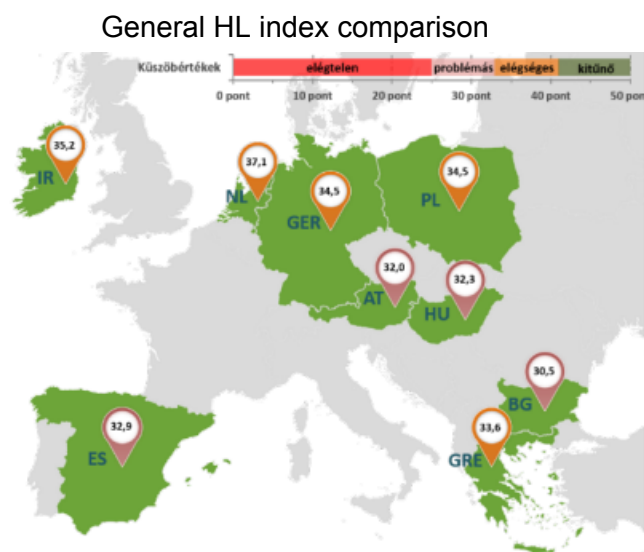 General HL index comparison
Küszöbértékek
elégtelen
problémás
elégséges
kitűnő
0 pont
10 pont
20 pont
30 pont
40 pont
50 pon
35,2
IR
37,1
NL
34,5
GER
34,5
PL
32,0
AT
32,3
HU
30,5
BG
32,9
ES
33,6
GRE